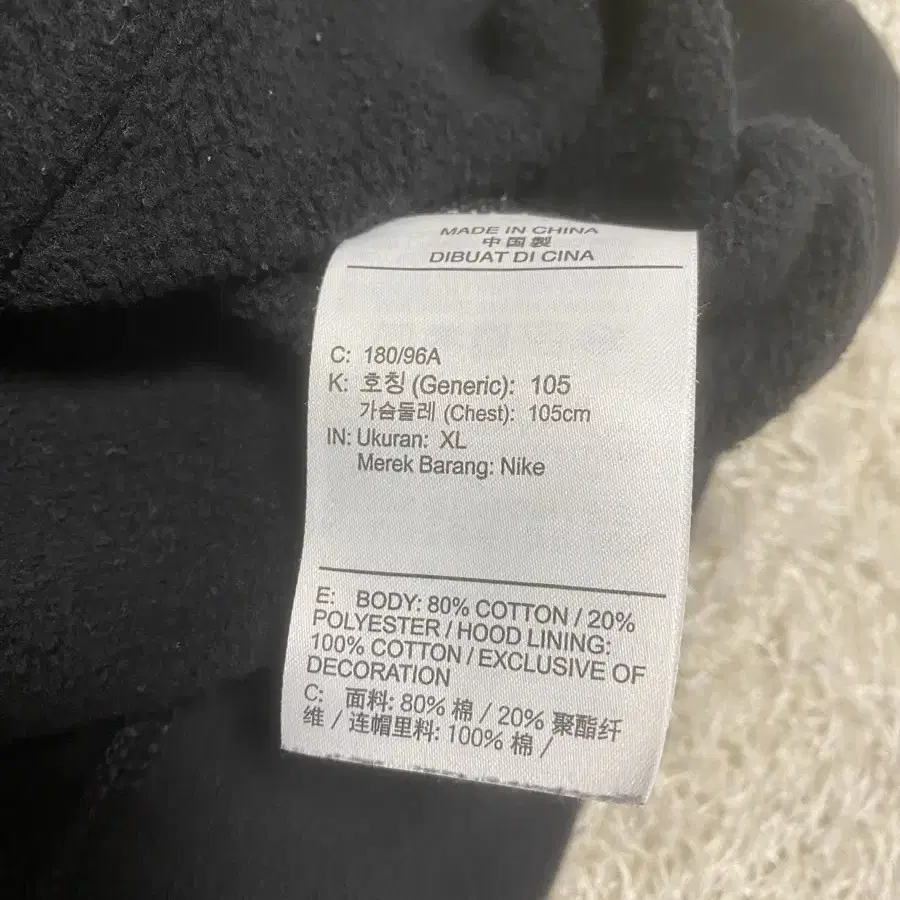 MADE IN CHINA
中国製
DIBUAT DI CINA
C: 180/96A
K: 호칭 (Generic): 105
가슴둘레 (Chest): 105cm
IN: Ukuran: XL
Merek Barang: Nike
E: BODY: 80% COTTON / 20%
POLYESTER / HOOD LINING:
100% COTTON / EXCLUSIVE OF
DECORATION
C: 面料: 80% 棉 / 20% 聚酯纤
维 / 连帽里料: 100% 棉 /